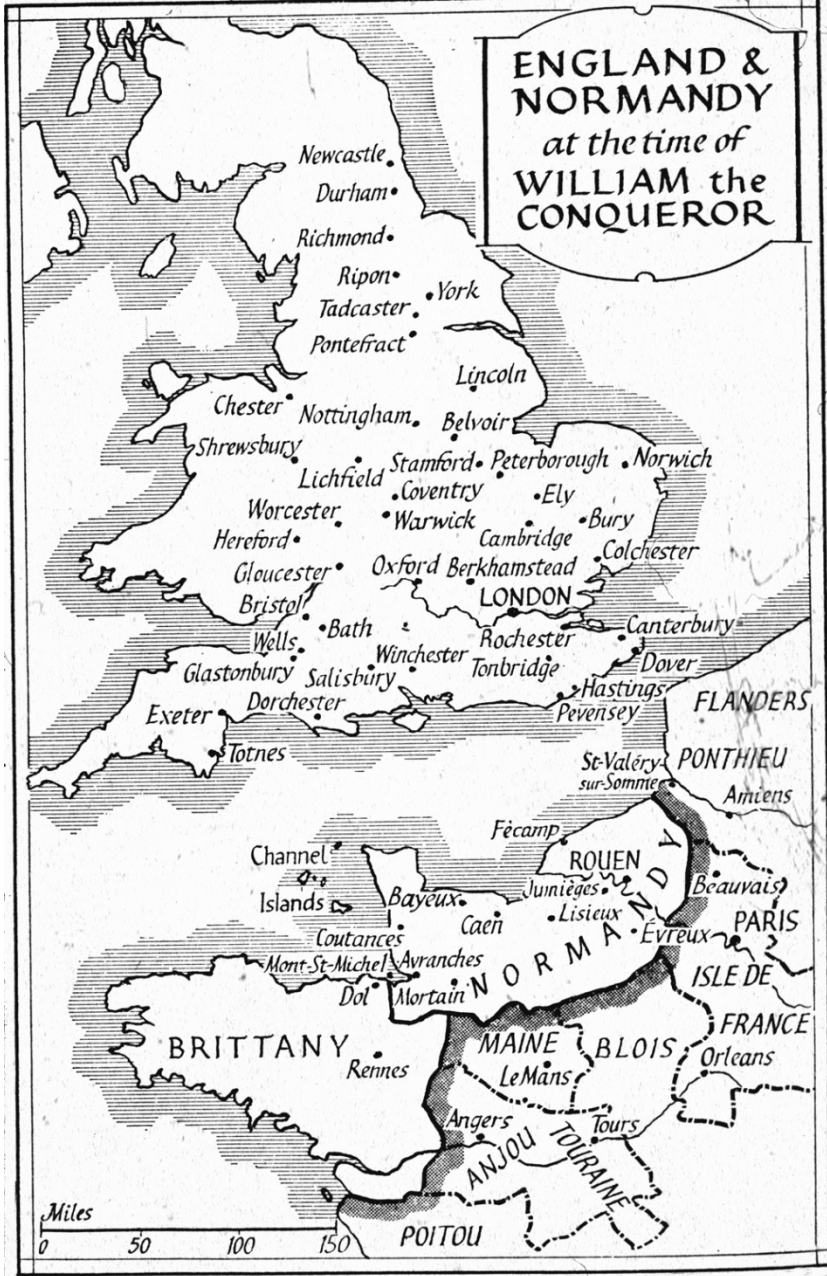 ENGLAND &
NORMANDY
at the time of
WILLIAM the
CONQUEROR
Newcastle
Durham
Richmond
Ripon
York
Tadcaster
Pontefract
Lincoln
Chester
Nottingham
Belvoir
Shrewsbury
Lichfield
Stamford
Peterborough
Norwich
Coventry
Ely
Worcester
Warwick
Cambridge
Bury
Hereford
Colchester
Gloucester
Oxford
Berkhamstead
Bristol
LONDON
Bath
Rochester
Canterbury
Wells
Winchester
Glastonbury
Salisbury
Tonbridge
Dover
Dorchester
Hastings
Exeter
Pevensey
FLANDERS
Totnes
St-Valéry
sur-Somme
PONTHIEU
Amiens
Fècamp
Channel
Islands
ROUEN
Bayeux
Jumièges
Beauvais
Caen
Lisieux
Coutances
Évreux
PARIS
Mont-St-Michel
Avranches
NORMANDY
Dol
Mortain
ISLE DE
FRANCE
BRITTANY
MAINE
BLOIS
Rennes
Le Mans
Orleans
Angers
Tours
ANJOU
TOURAINE
Miles
0 50 100 150
POITOU